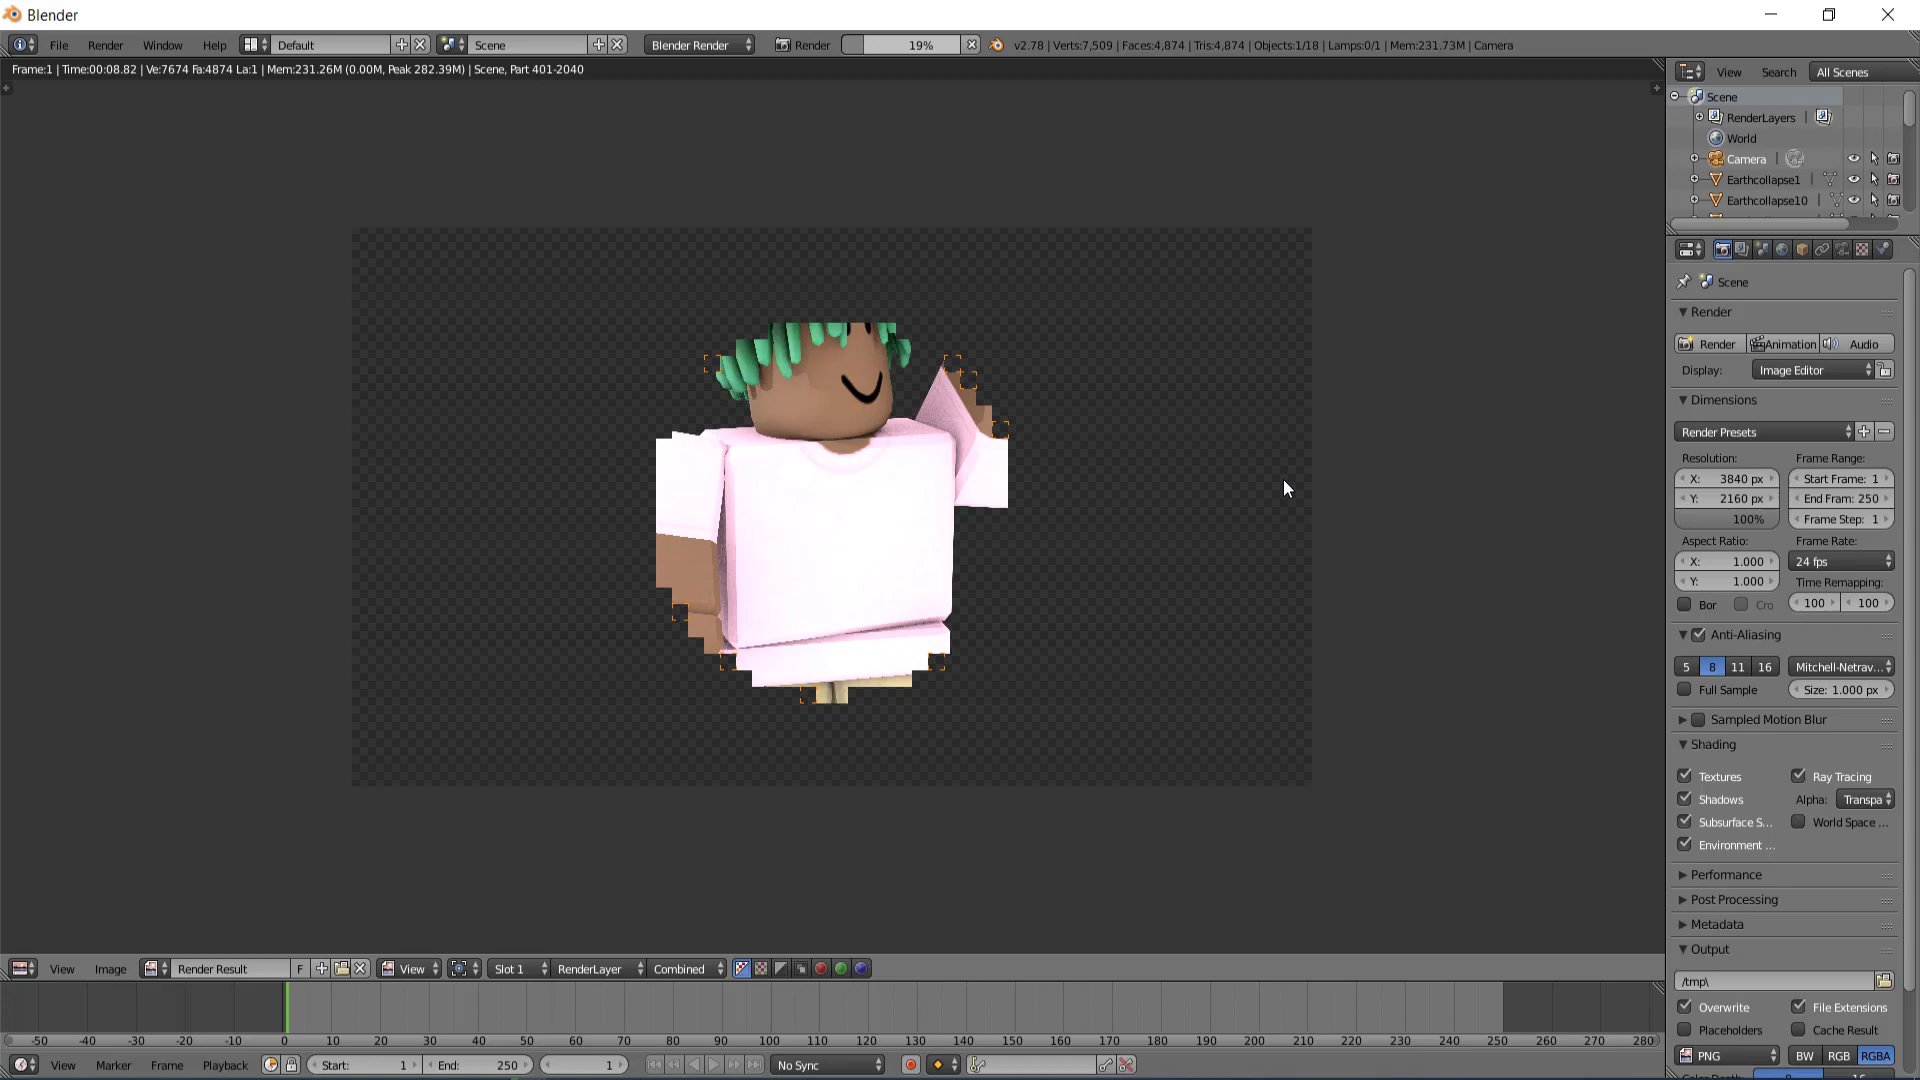 Blender
File Render Window Help Default Scene Blender Render Render 19% v2.78 | Verts:7,509 | Faces:4,874 | Tris:4,874 | Objects:1/18 | Lamps:0/1 | Mem:231.73M | Camera
Frame:1 | Time:00:08.82 | Ve:7674 Fa:4874 La:1 | Mem:231.26M (0.00M, Peak 282.39M) | Scene, Part 401-2040
View Search All Scenes
Scene
RenderLayers |
World
Camera |
Earthcollapse1 |
Earthcollapse10 |
Scene
Render
Render Animation Audio
Display: Image Editor
Dimensions
Render Presets
Resolution: Frame Range:
X: 3840 px Start Frame: 1
Y: 2160 px End Fram: 250
100% Frame Step: 1
Aspect Ratio: Frame Rate:
X: 1.000 24 fps
Y: 1.000 Time Remapping:
Bor Cro 100 100
Anti-Aliasing
5 8 11 16 Mitchell-Netrav...
Full Sample Size: 1.000 px
Sampled Motion Blur
Shading
Textures Ray Tracing
Shadows Alpha: Transpa
Subsurface S... World Space ...
Environment ...
Performance
Post Processing
Metadata
Output
/tmp\
Overwrite File Extensions
Placeholders Cache Result
PNG BW RGB RGBA
View Image Render Result F View Slot 1 RenderLayer Combined
-50 -40 -30 -20 -10 0 10 20 30 40 50 60 70 80 90 100 110 120 130 140 150 160 170 180 190 200 210 220 230 240 250 260 270 280
View Marker Frame Playback Start: 1 End: 250 1 No Sync